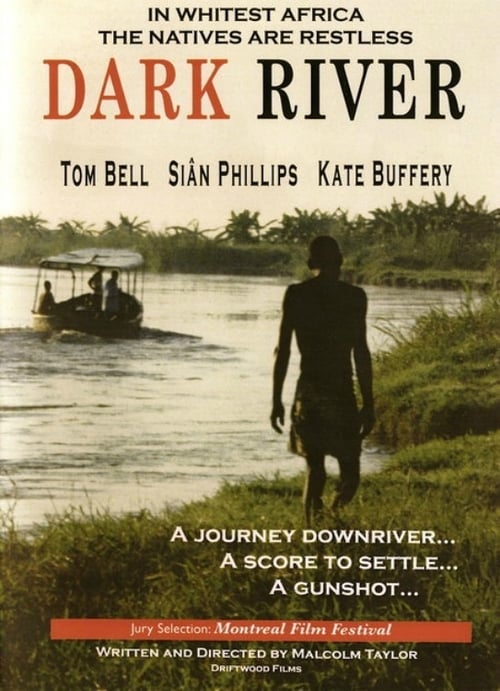 IN WHITEST AFRICA
THE NATIVES ARE RESTLESS
DARK RIVER
TOM BELL SIÂN PHILLIPS KATE BUFFERY
A JOURNEY DOWNRIVER...
A SCORE TO SETTLE...
A GUNSHOT...
Jury Selection: Montreal Film Festival
WRITTEN AND DIRECTED BY MALCOLM TAYLOR
DRIFTWOOD FILMS